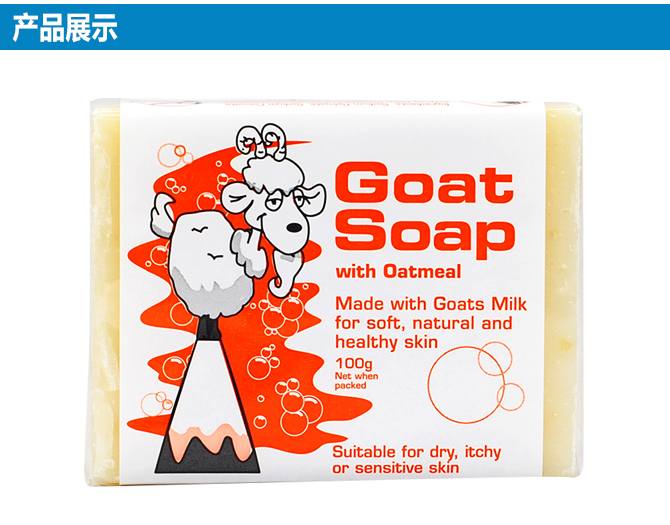 产品展示
Goat
Soap
with Oatmeal
Made with Goats Milk
for soft, natural and
healthy skin
100g
Net when
packed
Suitable for dry, itchy
or sensitive skin